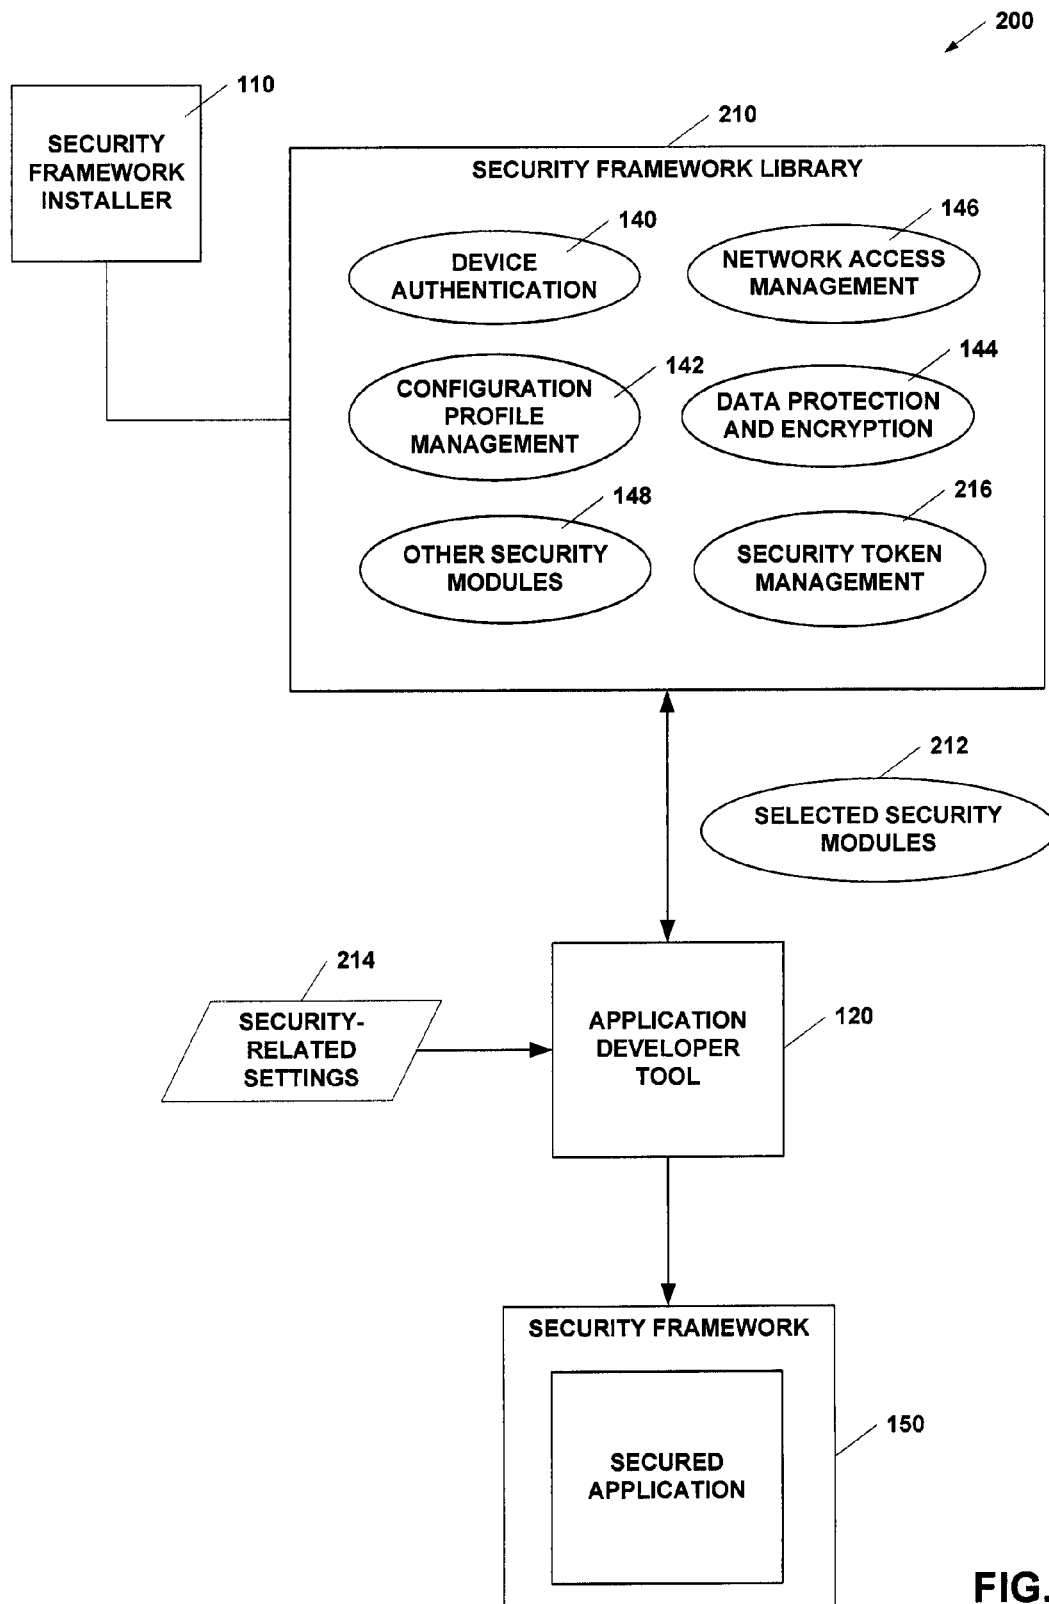 200
110
SECURITY
FRAMEWORK
INSTALLER
210
SECURITY FRAMEWORK LIBRARY
140
DEVICE
AUTHENTICATION
146
NETWORK ACCESS
MANAGEMENT
142
CONFIGURATION
PROFILE
MANAGEMENT
144
DATA PROTECTION
AND ENCRYPTION
148
OTHER SECURITY
MODULES
216
SECURITY TOKEN
MANAGEMENT
212
SELECTED SECURITY
MODULES
214
SECURITY-
RELATED
SETTINGS
APPLICATION
DEVELOPER
TOOL
120
SECURITY FRAMEWORK
150
SECURED
APPLICATION
FIG.